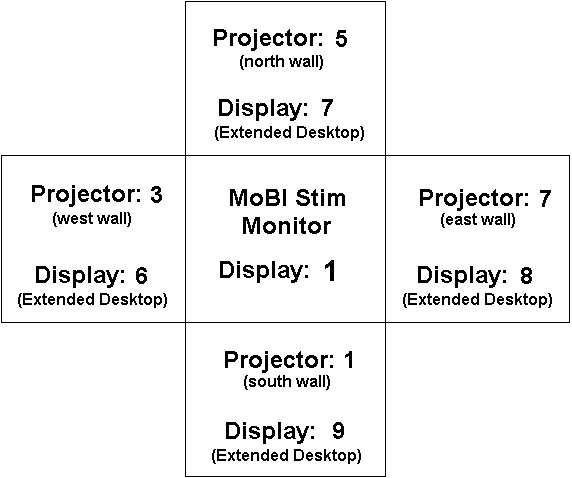 Projector: 5
(north wall)
Display: 7
(Extended Desktop)
Projector: 3
(west wall)
Display: 6
(Extended Desktop)
MoBI Stim
Monitor
Display: 1
Projector: 7
(east wall)
Display: 8
(Extended Desktop)
Projector: 1
(south wall)
Display: 9
(Extended Desktop)